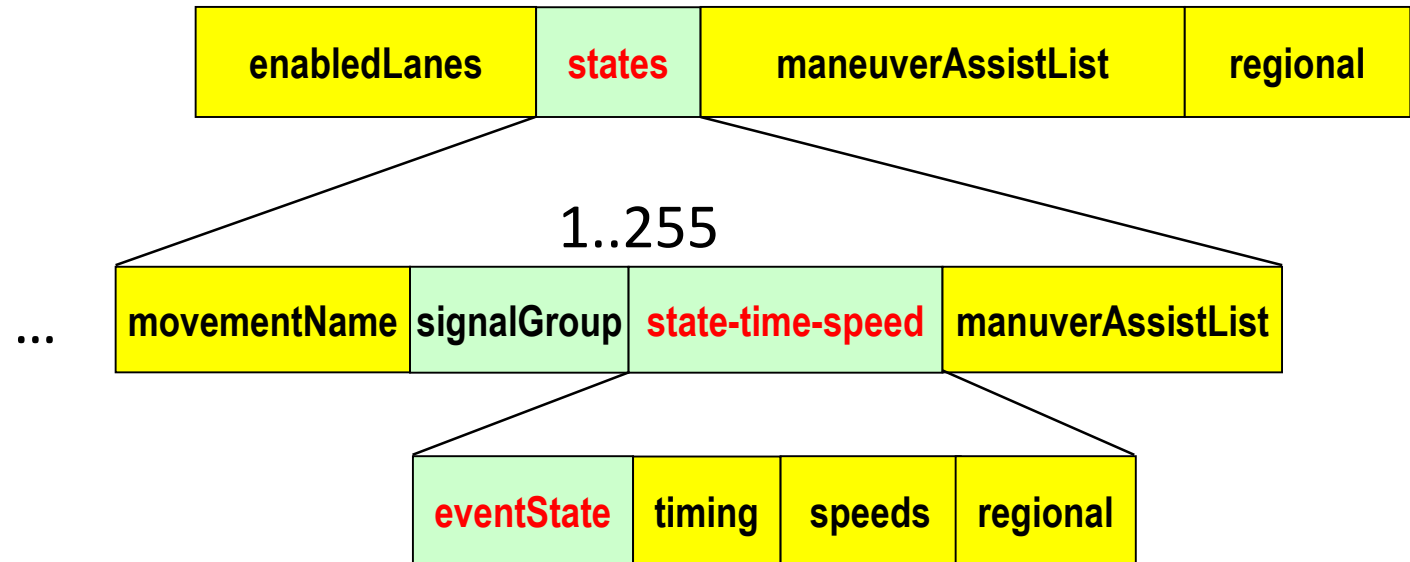 enabledLanes states maneuverAssistList regional
1..255
... movementName signalGroup state-time-speed manuverAssistList
eventState timing speeds regional